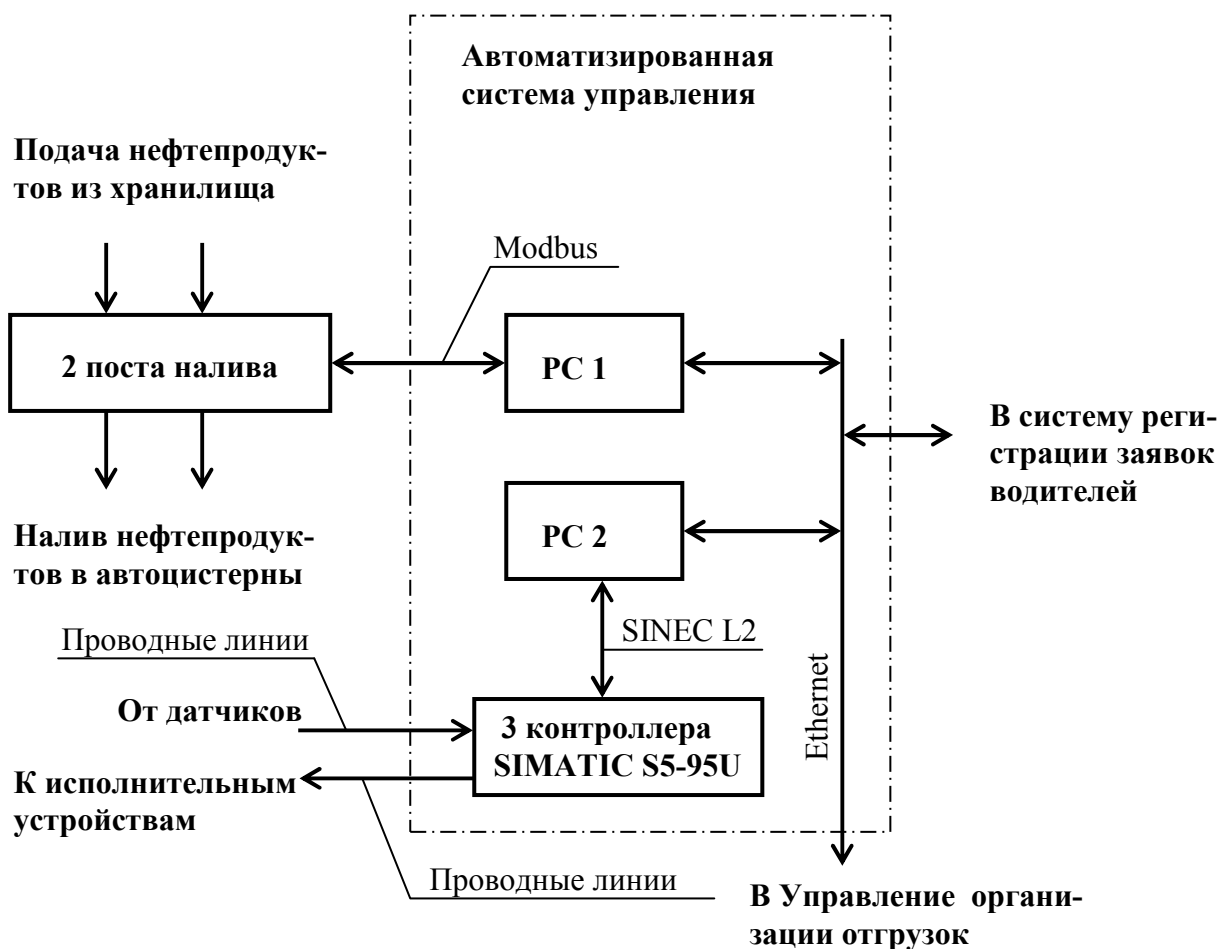 Автоматизированная
система управления
Подача нефтепродук-
тов из хранилища
Modbus
2 поста налива
PC 1
В систему реги-
страции заявок
водителей
PC 2
Налив нефтепродук-
тов в автоцистерны
SINEC L2
Проводные линии
От датчиков
3 контроллера
SIMATIC S5-95U
Ethernet
К исполнительным
устройствам
Проводные линии
В Управление органи-
зации отгрузок